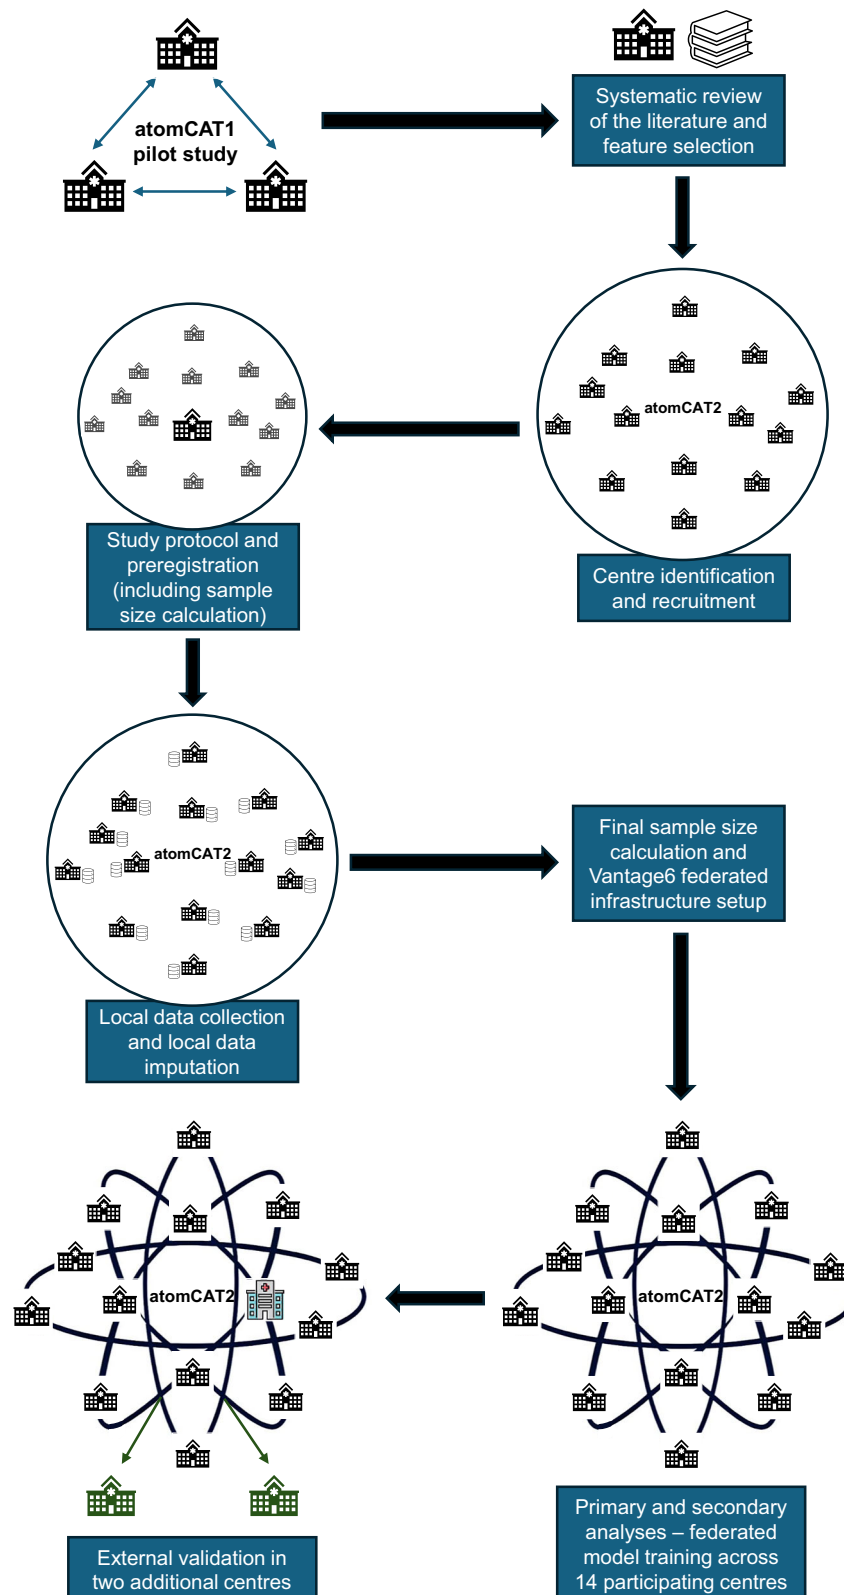 atomCAT1
pilot study
Systematic review
of the literature and
feature selection
atomCAT2
Centre identification
and recruitment
Study protocol and
preregistration
(including sample
size calculation)
atomCAT2
Local data collection
and local data
imputation
Final sample size
calculation and
Vantage6 federated
infrastructure setup
atomCAT2
Primary and secondary
analyses – federated
model training across
14 participating centres
atomCAT2
External validation in
two additional centres